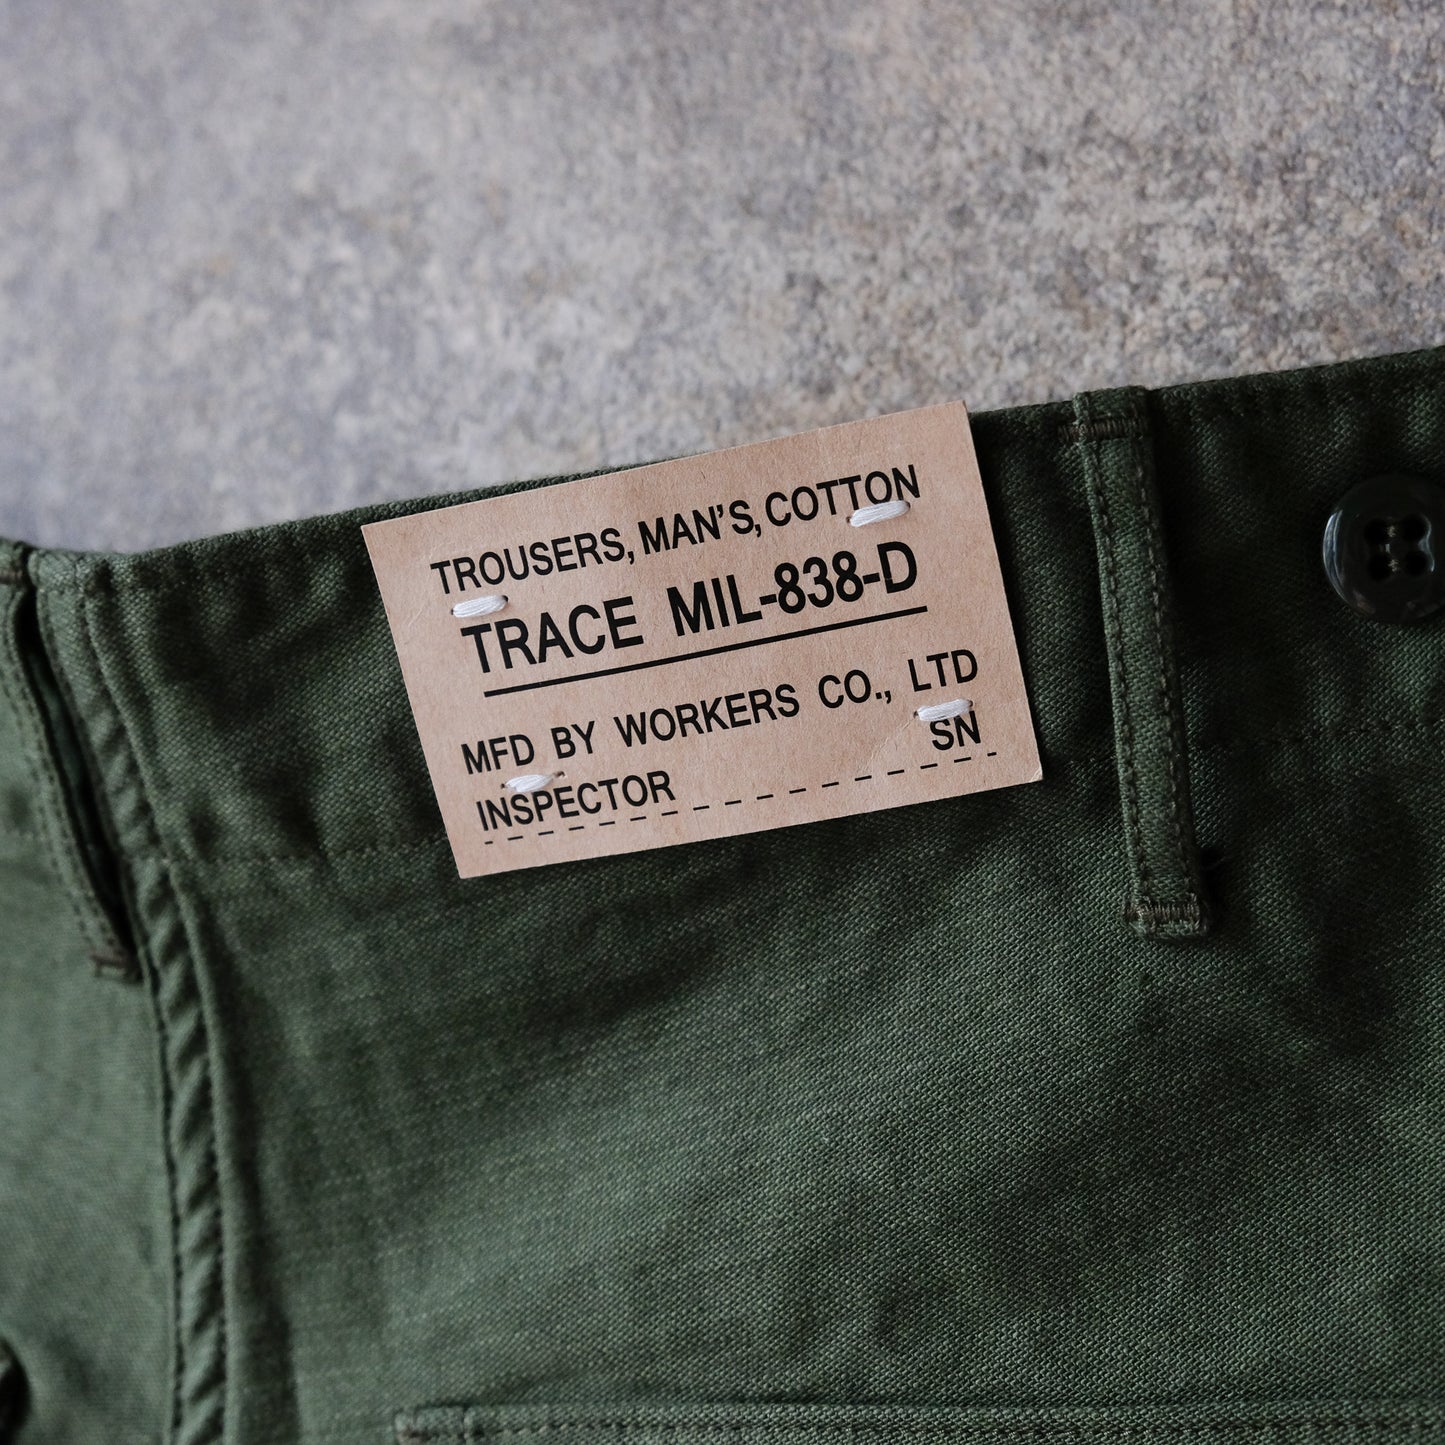 TROUSERS, MAN'S, COTTON
TRACE MIL-838-D
MFD BY WORKERS CO., LTD
INSPECTOR SN